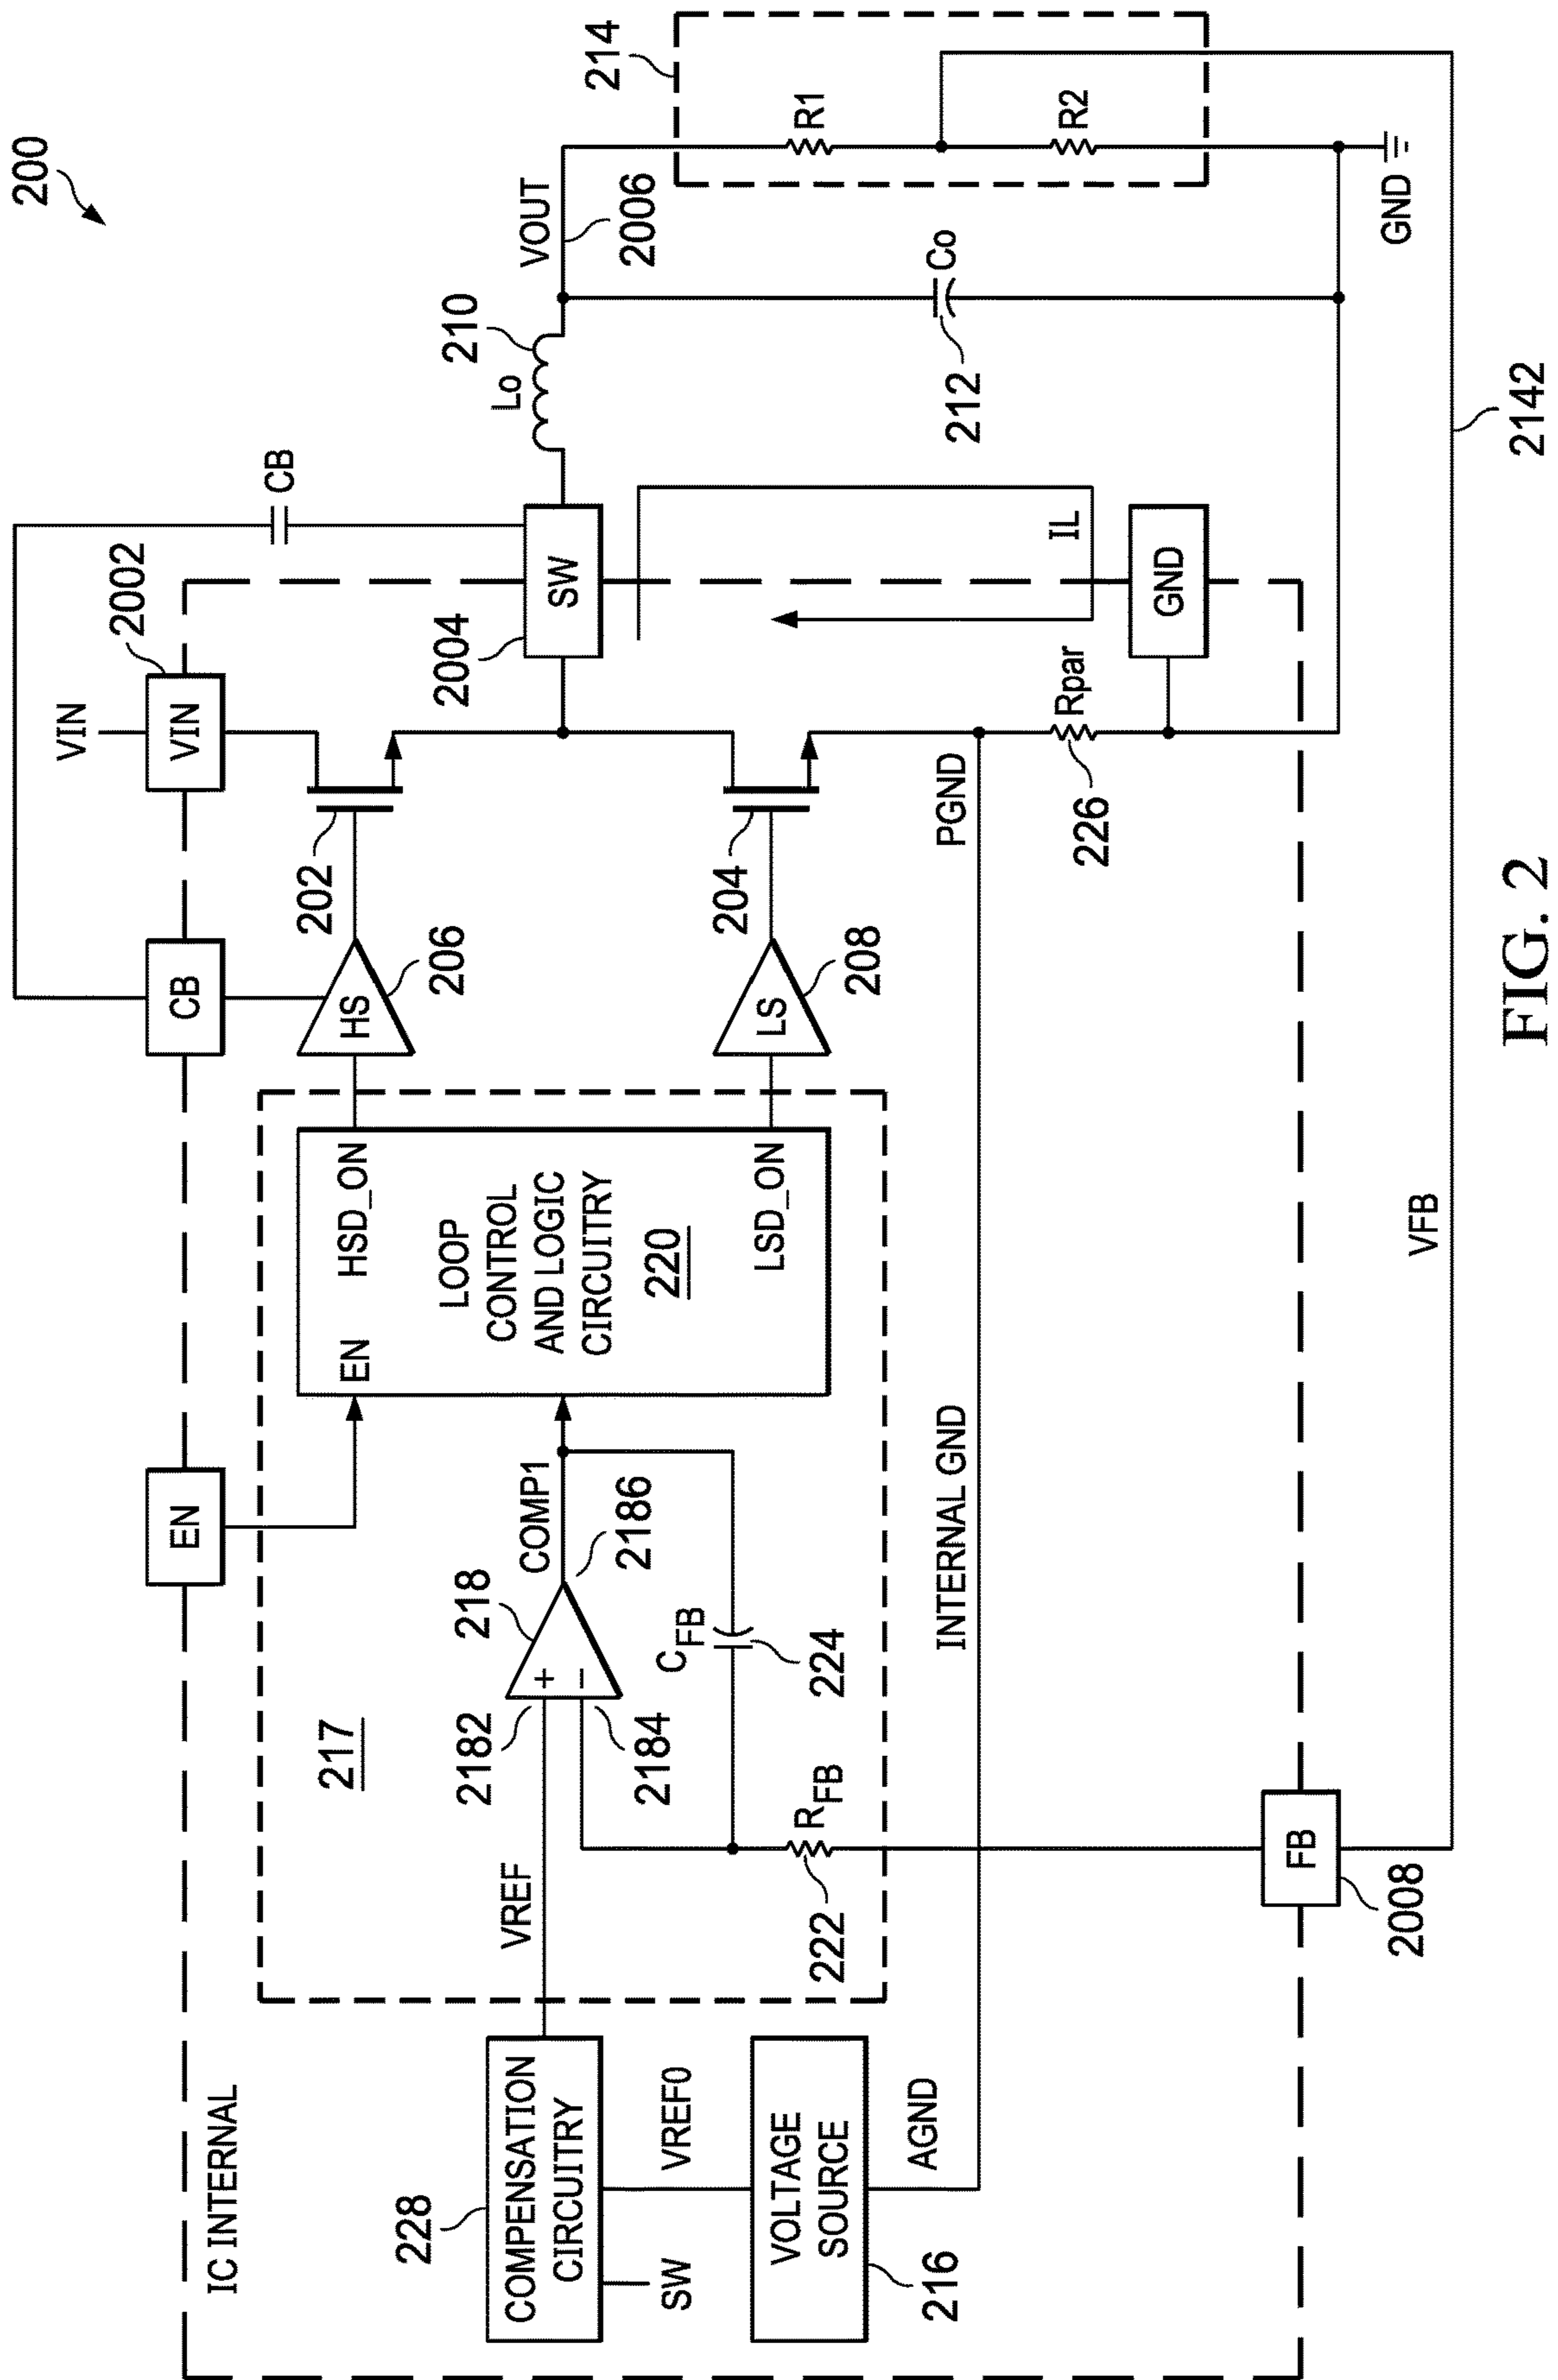 200
VIN
2002
CB
214
VIN
CB
EN
IC INTERNAL
HS
206
202
SW
2004
Lo
210
VOUT
2006
R1
R2
217
EN
HSD_ON
LOOP
CONTROL
AND LOGIC
CIRCUITRY
220
LSD_ON
LS
208
204
IL
Co
212
COMPENSATION
CIRCUITRY
228
SW
VREF
2182
2184
+
−
218
COMP1
2186
CFB
224
RFB
222
VREF0
VOLTAGE
SOURCE
216
AGND
INTERNAL GND
PGND
Rpar
226
GND
GND
FB
2008
VFB
2142
FIG. 2